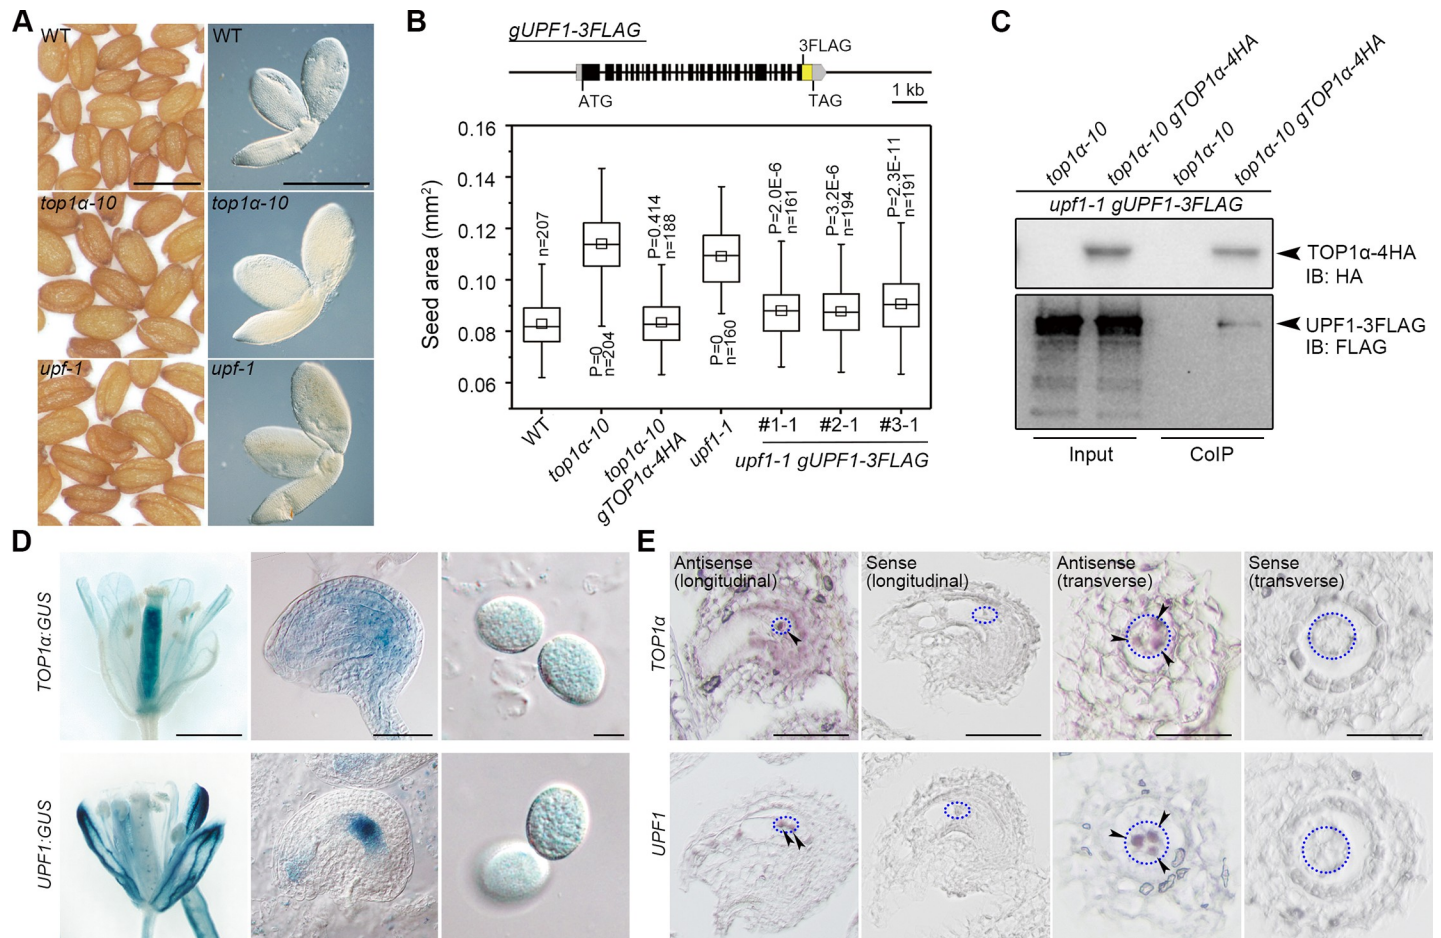 A
WT
WT
top1α-10
top1α-10
upf-1
upf-1
B
gUPF1-3FLAG
3FLAG
ATG
TAG
1 kb
Seed area (mm²)
0.16
0.14
0.12
0.10
0.08
0.06
n=207
P=0
n=204
P=0.414
n=188
P=0
n=160
P=2.0E-6
n=161
P=3.2E-6
n=194
P=2.3E-11
n=191
WT
top1α-10
top1α-10
gTOP1α-4HA
upf1-1
#1-1
#2-1
#3-1
upf1-1 gUPF1-3FLAG
C
top1α-10
top1α-10 gTOP1α-4HA
top1α-10
top1α-10 gTOP1α-4HA
upf1-1 gUPF1-3FLAG
TOP1α-4HA
IB: HA
UPF1-3FLAG
IB: FLAG
Input
CoIP
D
TOP1α:GUS
UPF1:GUS
E
Antisense
(longitudinal)
Sense
(longitudinal)
Antisense
(transverse)
Sense
(transverse)
TOP1α
UPF1